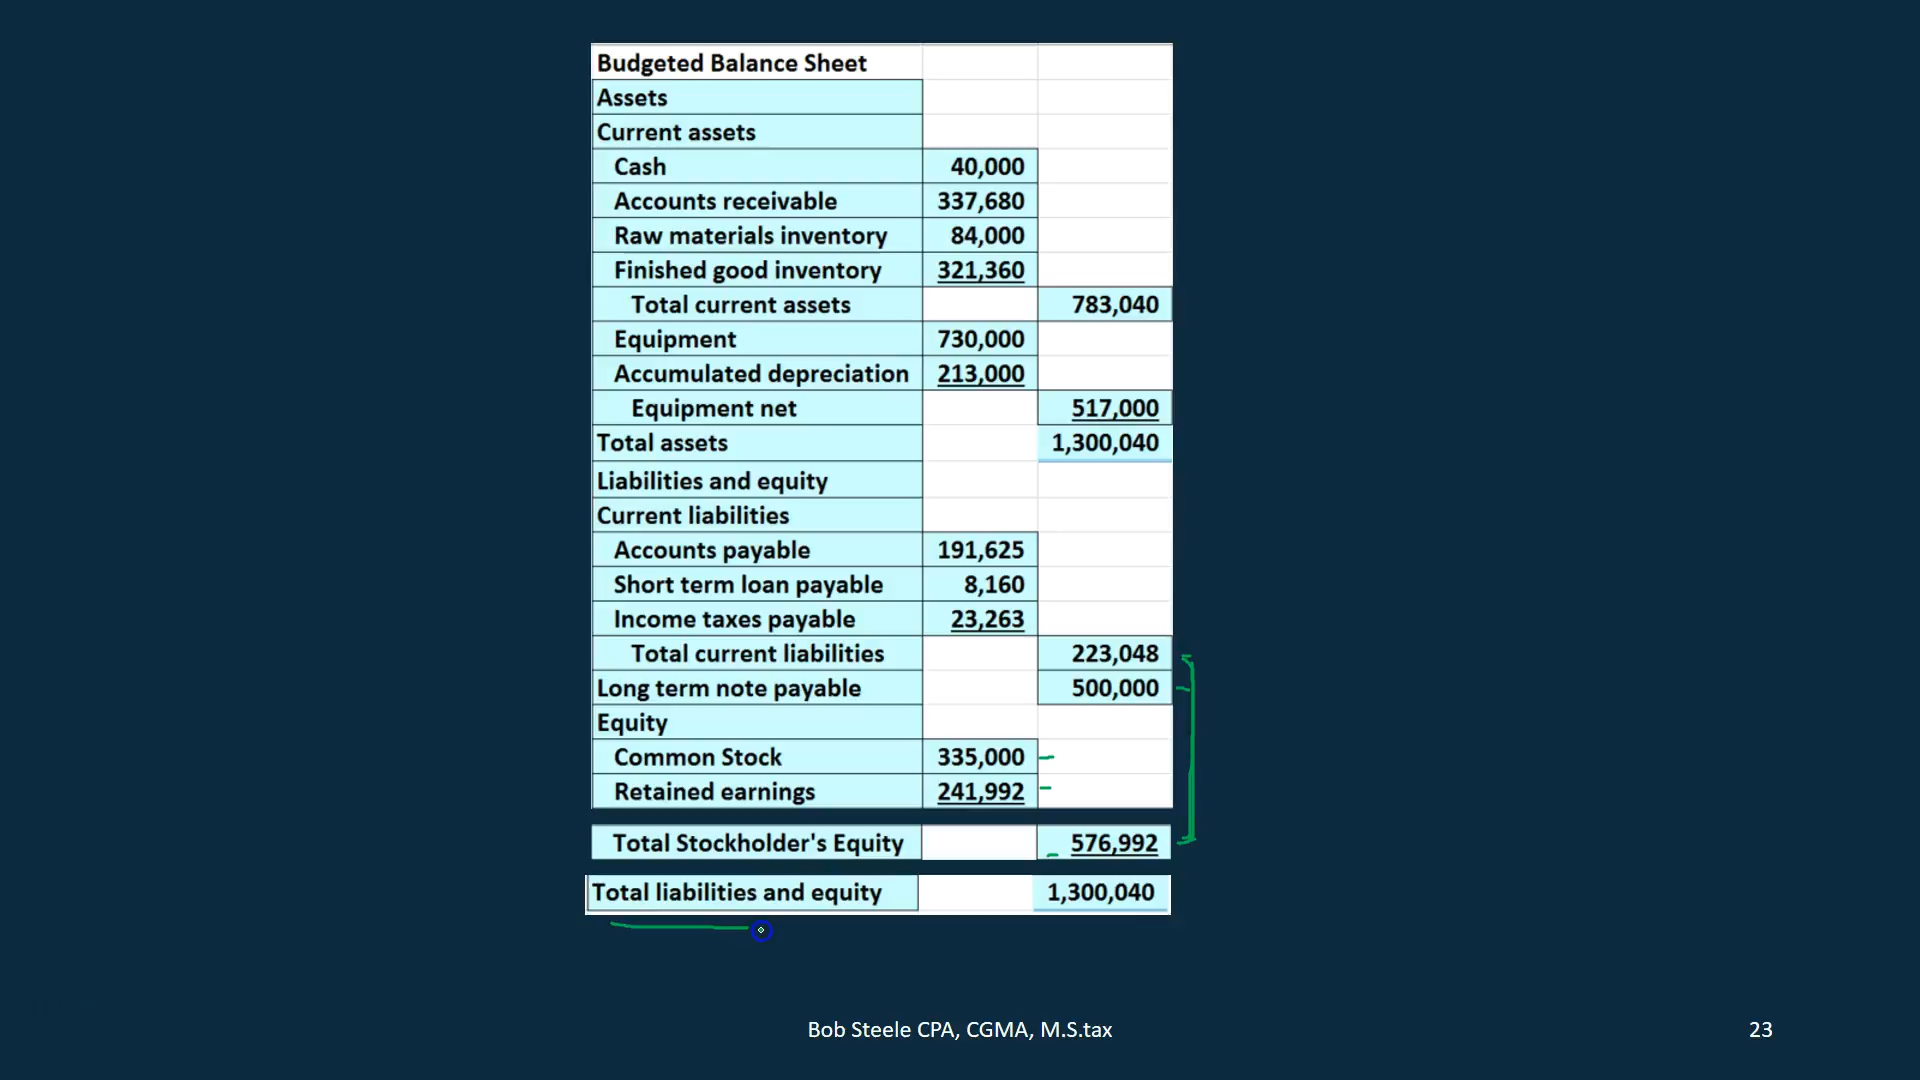 Budgeted Balance Sheet
Assets
Current assets
Cash 40,000
Accounts receivable 337,680
Raw materials inventory 84,000
Finished good inventory 321,360
Total current assets 783,040
Equipment 730,000
Accumulated depreciation 213,000
Equipment net 517,000
Total assets 1,300,040
Liabilities and equity
Current liabilities
Accounts payable 191,625
Short term loan payable 8,160
Income taxes payable 23,263
Total current liabilities 223,048
Long term note payable 500,000
Equity
Common Stock 335,000
Retained earnings 241,992
Total Stockholder's Equity 576,992
Total liabilities and equity 1,300,040
Bob Steele CPA, CGMA, M.S.tax 23